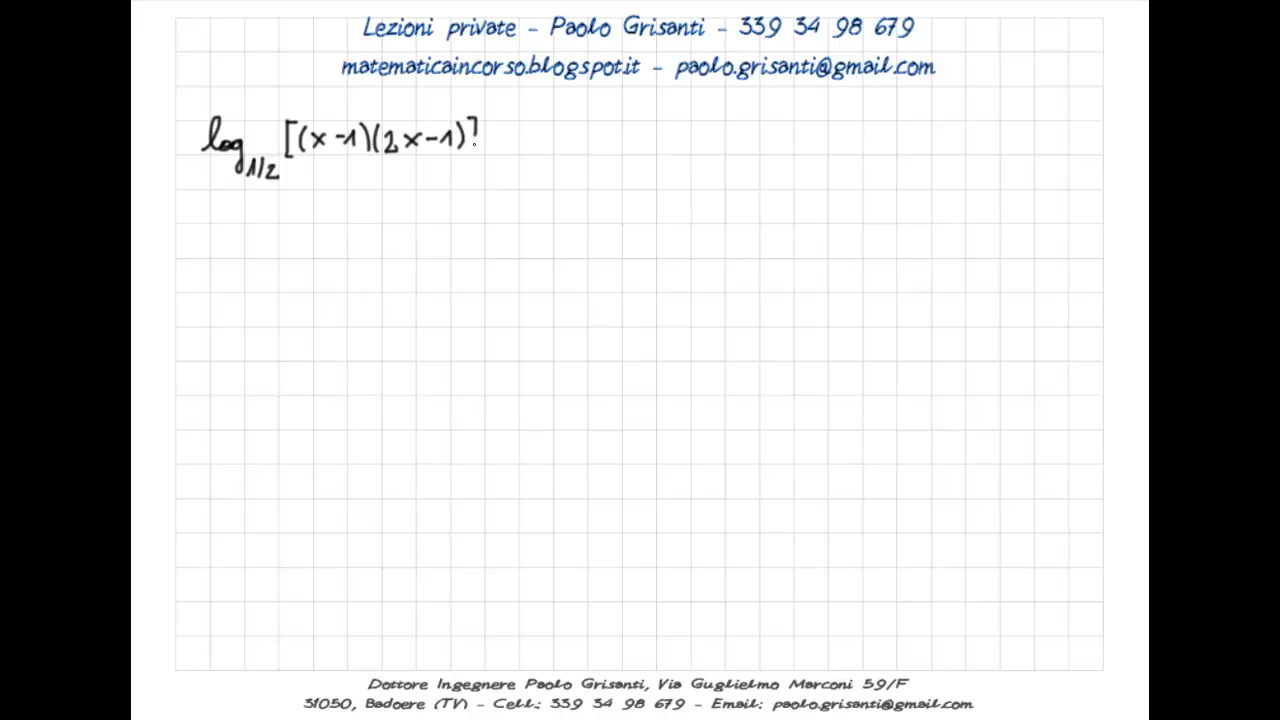 Lezioni private - Paolo Grisanti - 339 34 98 679
matematicaincorso.blogspot.it - paolo.grisanti@gmail.com
log_{1/2} [(x-1)(2x-1)]
Dottore Ingegnere Paolo Grisanti, Via Guglielmo Marconi 59/F
31050, Badoere (TV) - Cell.: 339 34 98 679 - Email: paolo.grisanti@gmail.com